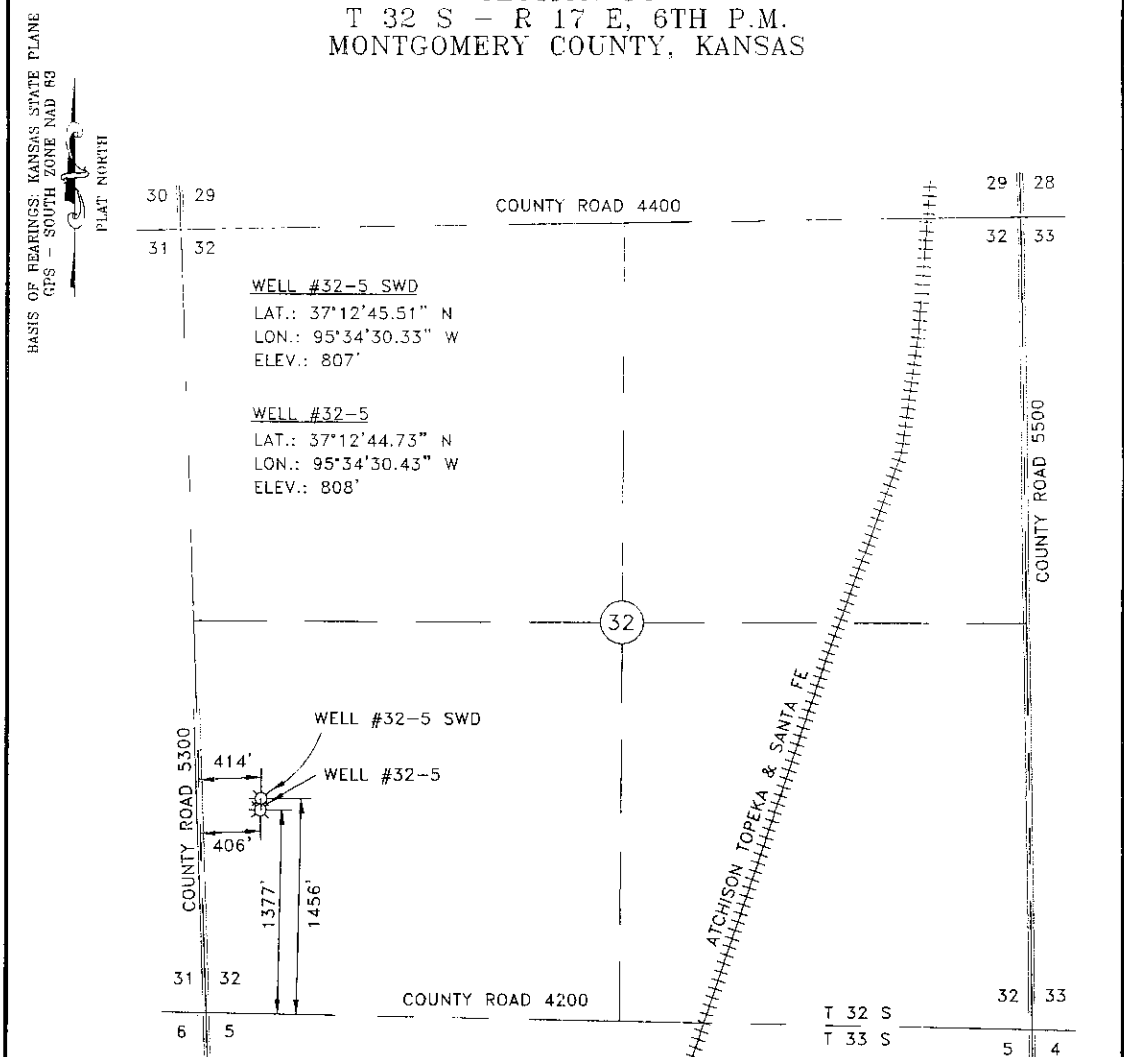 T 32 S – R 17 E, 6TH P.M.
MONTGOMERY COUNTY, KANSAS
BASIS OF BEARINGS: KANSAS STATE PLANE
GPS – SOUTH ZONE NAD 83
PLAT NORTH
30 29
31 32
COUNTY ROAD 4400
29 28
32 33
WELL #32-5 SWD
LAT.: 37°12'45.51" N
LON.: 95°34'30.33" W
ELEV.: 807'
WELL #32-5
LAT.: 37°12'44.73" N
LON.: 95°34'30.43" W
ELEV.: 808'
COUNTY ROAD 5500
32
ATCHISON TOPEKA & SANTA FE
WELL #32-5 SWD
WELL #32-5
COUNTY ROAD 5300
414'
406'
1377'
1456'
31 32
6 5
COUNTY ROAD 4200
T 32 S
T 33 S
32 33
5 4